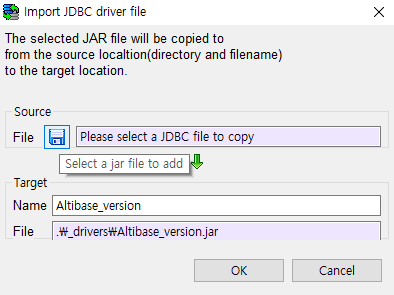 Import JDBC driver file
The selected JAR file will be copied to
from the source localtion(directory and filename)
to the target location.
Source
File Please select a JDBC file to copy
Select a jar file to add
Target
Name Altibase_version
File .₩_drivers₩Altibase_version.jar
OK Cancel